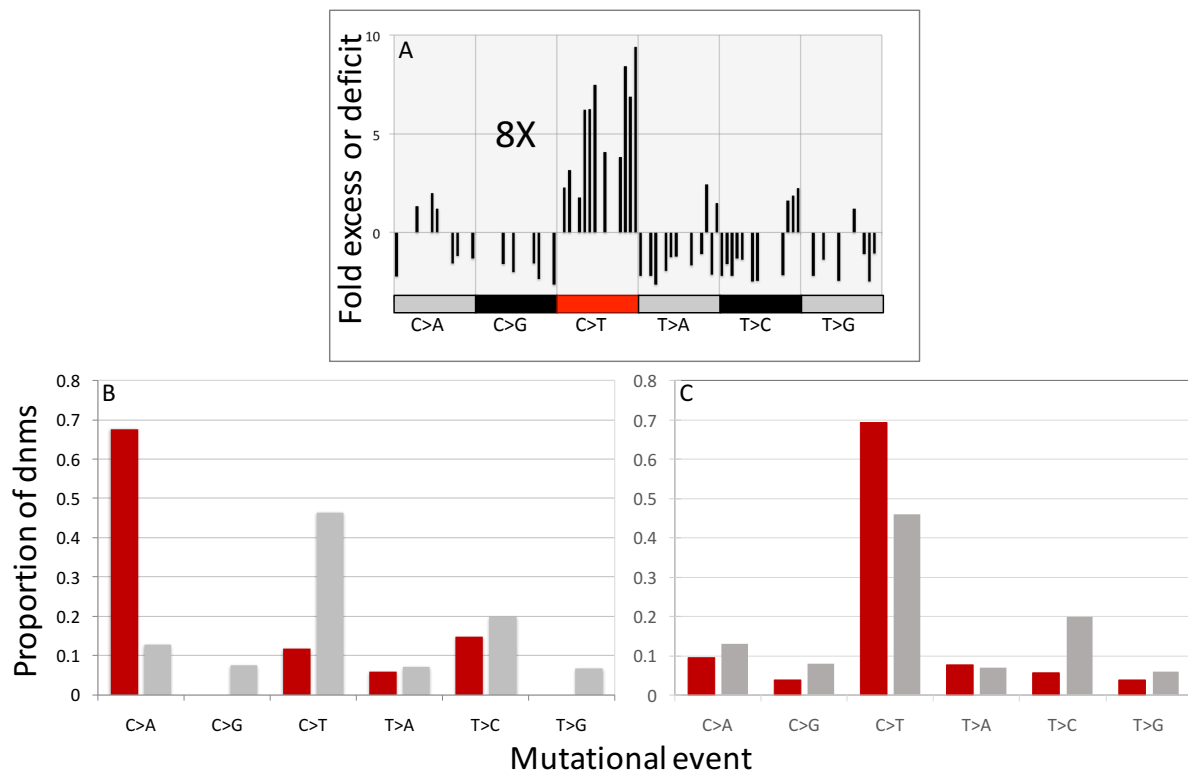 A
Fold excess or deficit
10
5
0
8X
C>A C>G C>T T>A T>C T>G
B
Proportion of dnms
0.8
0.7
0.6
0.5
0.4
0.3
0.2
0.1
0
C>A C>G C>T T>A T>C T>G
C
0.8
0.7
0.6
0.5
0.4
0.3
0.2
0.1
0
C>A C>G C>T T>A T>C T>G
Mutational event